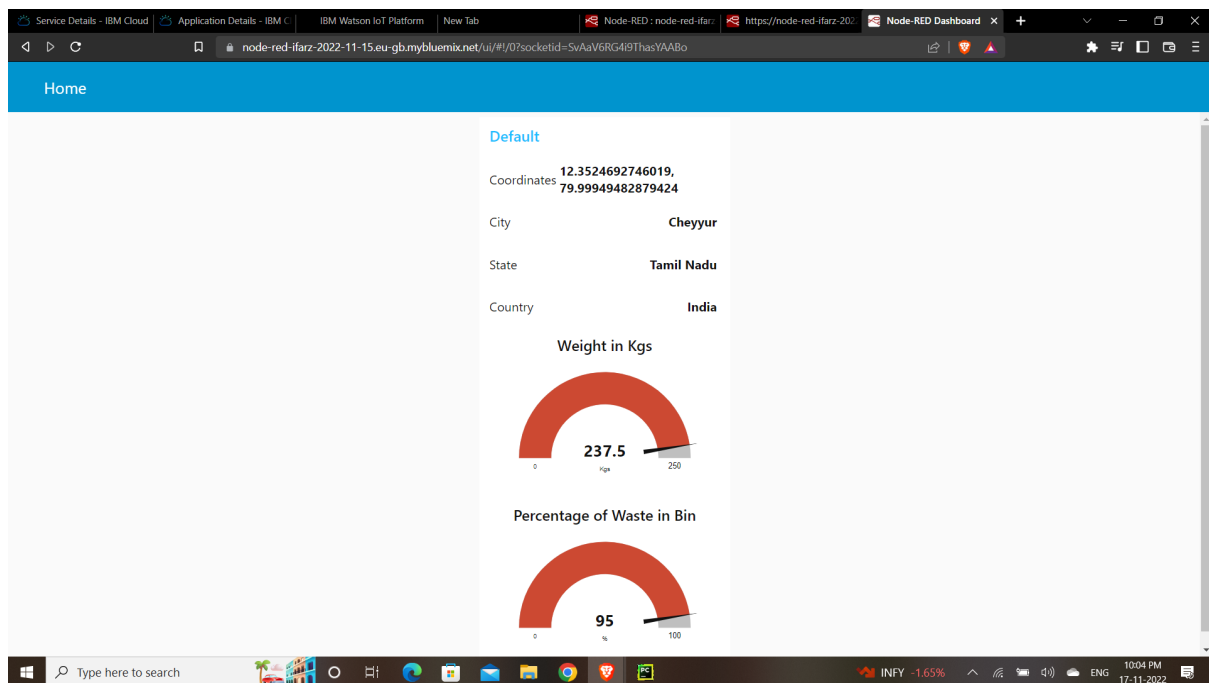 Service Details - IBM Cloud
Application Details - IBM C
IBM Watson IoT Platform
New Tab
Node-RED : node-red-ifarz
https://node-red-ifarz-202
Node-RED Dashboard
node-red-ifarz-2022-11-15.eu-gb.mybluemix.net/ui/#!/0?socketid=SvAaV6RG4i9ThasYAABo
Home
Default
Coordinates 12.3524692746019,
79.99949482879424
City Cheyyur
State Tamil Nadu
Country India
Weight in Kgs
237.5
0 Kgs 250
Percentage of Waste in Bin
95
0 % 100
Type here to search
PC
INFY -1.65%
ENG
10:04 PM
17-11-2022